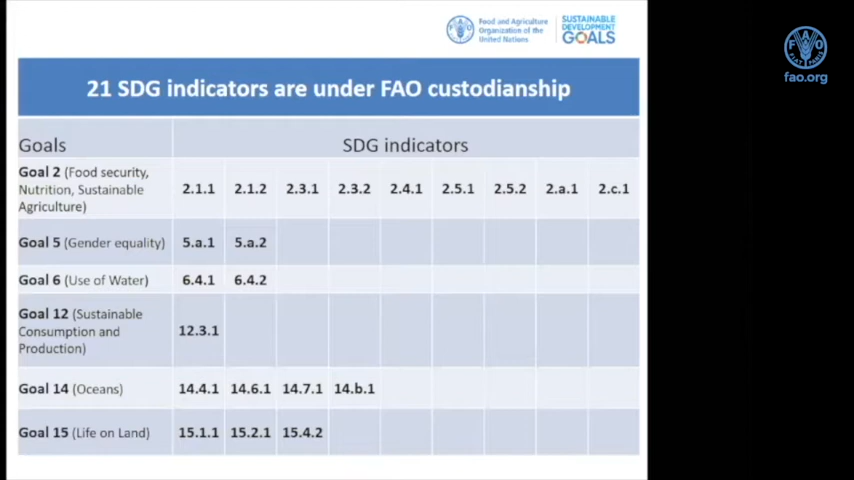 Food and Agriculture
Organization of the
United Nations
SUSTAINABLE
DEVELOPMENT
GOALS
FAO
FIAT PANIS
fao.org
21 SDG indicators are under FAO custodianship
Goals SDG indicators
Goal 2 (Food security,
Nutrition, Sustainable
Agriculture)
2.1.1 2.1.2 2.3.1 2.3.2 2.4.1 2.5.1 2.5.2 2.a.1 2.c.1
Goal 5 (Gender equality) 5.a.1 5.a.2
Goal 6 (Use of Water) 6.4.1 6.4.2
Goal 12 (Sustainable
Consumption and
Production)
12.3.1
Goal 14 (Oceans) 14.4.1 14.6.1 14.7.1 14.b.1
Goal 15 (Life on Land) 15.1.1 15.2.1 15.4.2